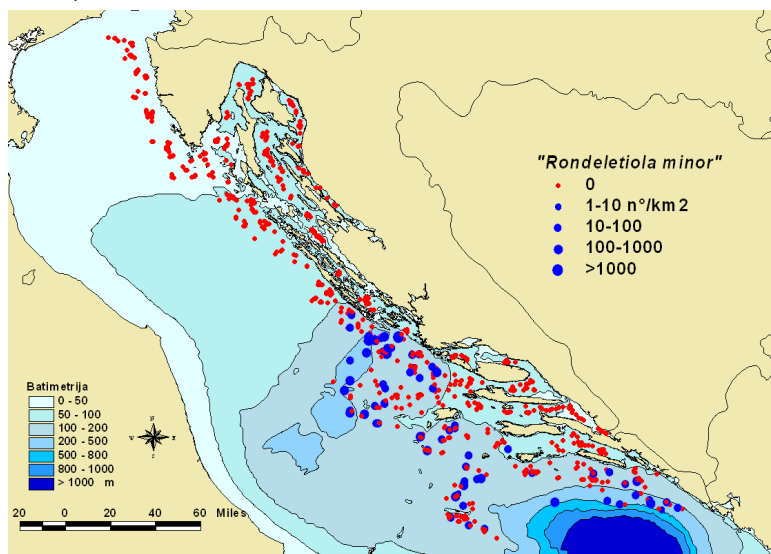 "Rondeletiola minor"
0
1-10 n°/km2
10-100
100-1000
>1000
Batimetrija
0 - 50
50 - 100
100 - 200
200 - 500
500 - 800
800 - 1000
> 1000 m
N
W E
S
20 0 20 40 60 Miles